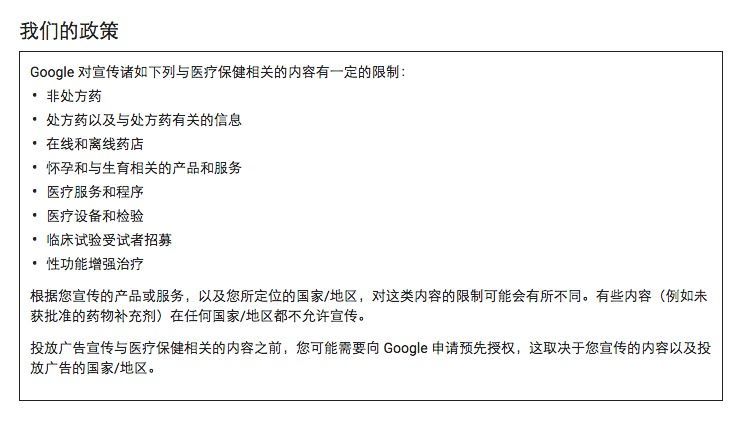 我们的政策
Google 对宣传诸如下列与医疗保健相关的内容有一定的限制：
• 非处方药
• 处方药以及与处方药有关的信息
• 在线和离线药店
• 怀孕和与生育相关的产品和服务
• 医疗服务和程序
• 医疗设备和检验
• 临床试验受试者招募
• 性功能增强治疗
根据您宣传的产品或服务，以及您所定位的国家/地区，对这类内容的限制可能会有所不同。有些内容（例如未
获批准的药物补充剂）在任何国家/地区都不允许宣传。
投放广告宣传与医疗保健相关的内容之前，您可能需要向 Google 申请预先授权，这取决于您宣传的内容以及投
放广告的国家/地区。